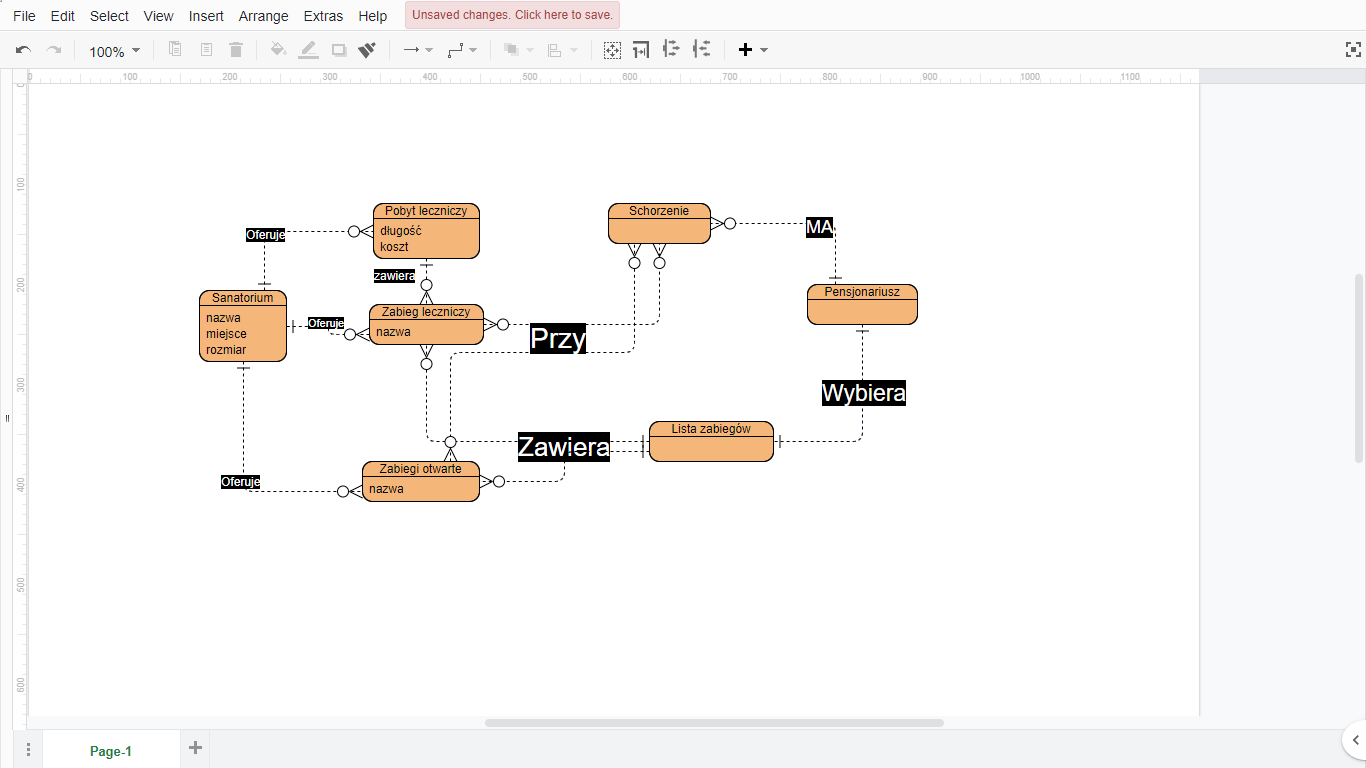 File Edit Select View Insert Arrange Extras Help Unsaved changes. Click here to save.
100%
0 100 200 300 400 500 600 700 800 900 1000 1100
0
100
200
300
400
500
600
Pobyt leczniczy
długość
koszt
Schorzenie
Oferuje
MA
zawiera
Sanatorium
nazwa
miejsce
rozmiar
Pensjonariusz
Oferuje
Zabieg leczniczy
nazwa
Przy
Wybiera
Lista zabiegów
Zawiera
Zabiegi otwarte
nazwa
Oferuje
Page-1